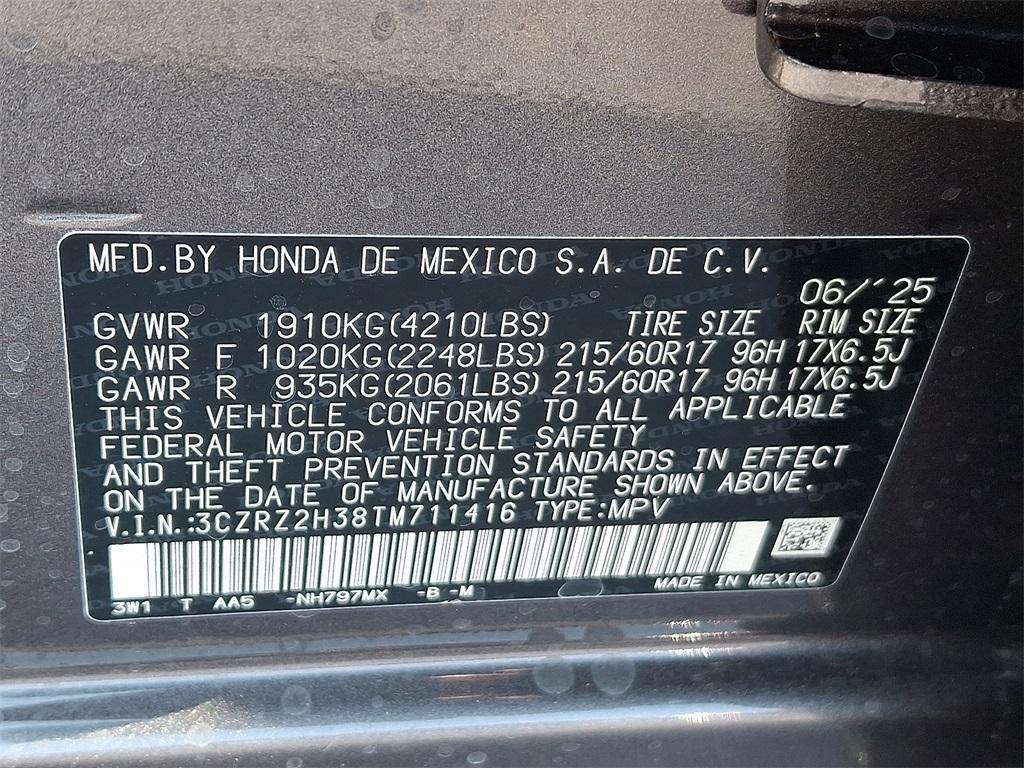 MFD.BY HONDA DE MEXICO S.A. DE C.V.
06/'25
GVWR 1910KG(4210LBS) TIRE SIZE RIM SIZE
GAWR F 1020KG(2248LBS) 215/60R17 96H 17X6.5J
GAWR R 935KG(2061LBS) 215/60R17 96H 17X6.5J
THIS VEHICLE CONFORMS TO ALL APPLICABLE
FEDERAL MOTOR VEHICLE SAFETY
AND THEFT PREVENTION STANDARDS IN EFFECT
ON THE DATE OF MANUFACTURE SHOWN ABOVE.
V.I.N.:3CZRZ2H38TM711416 TYPE:MPV
MADE IN MEXICO
3W1 T AA5 -NH797MX -B -M